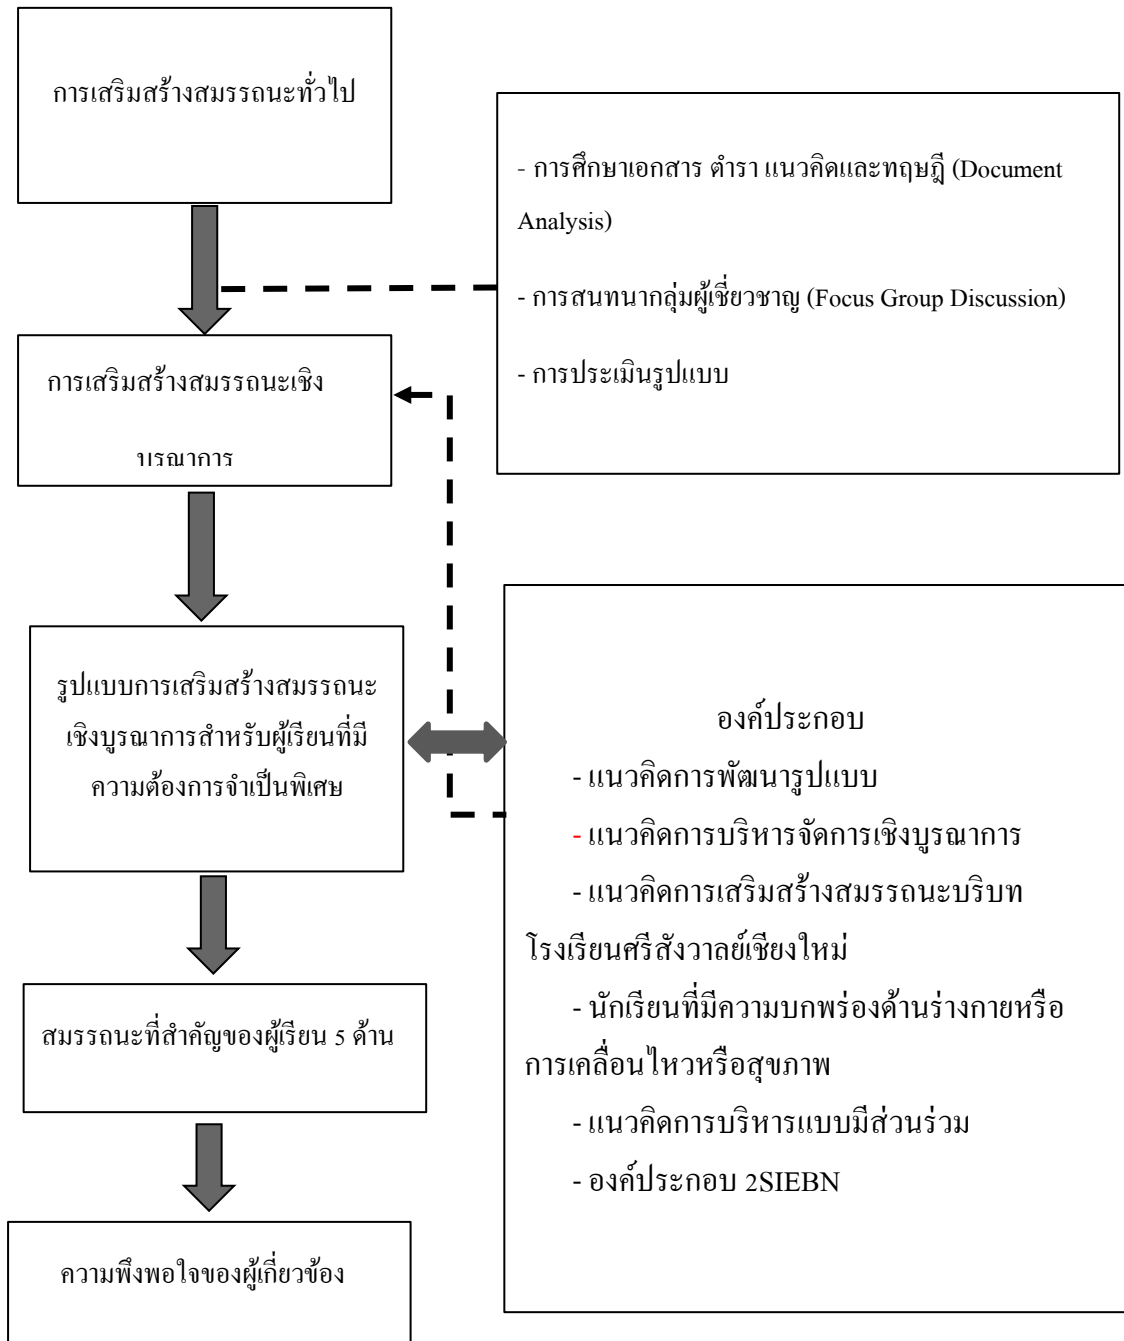 การเสริมสร้างสมรรถนะทั่วไป
- การศึกษาเอกสาร ตำรา แนวคิดและทฤษฎี (Document
Analysis)
- การสนทนากลุ่มผู้เชี่ยวชาญ (Focus Group Discussion)
- การประเมินรูปแบบ
การเสริมสร้างสมรรถนะเชิง
บูรณาการ
รูปแบบการเสริมสร้างสมรรถนะ
เชิงบูรณาการสำหรับผู้เรียนที่มี
ความต้องการจำเป็นพิเศษ
องค์ประกอบ
- แนวคิดการพัฒนารูปแบบ
- แนวคิดการบริหารจัดการเชิงบูรณาการ
- แนวคิดการเสริมสร้างสมรรถนะบริบท
โรงเรียนศรีสังวาลย์เชียงใหม่
- นักเรียนที่มีความบกพร่องด้านร่างกายหรือ
การเคลื่อนไหวหรือสุขภาพ
- แนวคิดการบริหารแบบมีส่วนร่วม
- องค์ประกอบ 2SIEBN
สมรรถนะที่สำคัญของผู้เรียน 5 ด้าน
ความพึงพอใจของผู้เกี่ยวข้อง